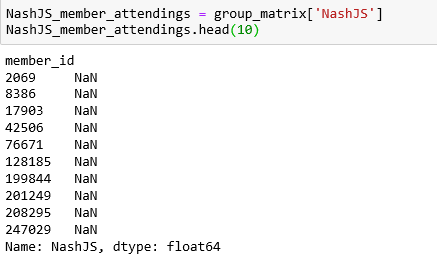 NashJS_member_attendings = group_matrix['NashJS']
NashJS_member_attendings.head(10)
member_id
2069     NaN
8386     NaN
17903    NaN
42506    NaN
76671    NaN
128185   NaN
199844   NaN
201249   NaN
208295   NaN
247029   NaN
Name: NashJS, dtype: float64